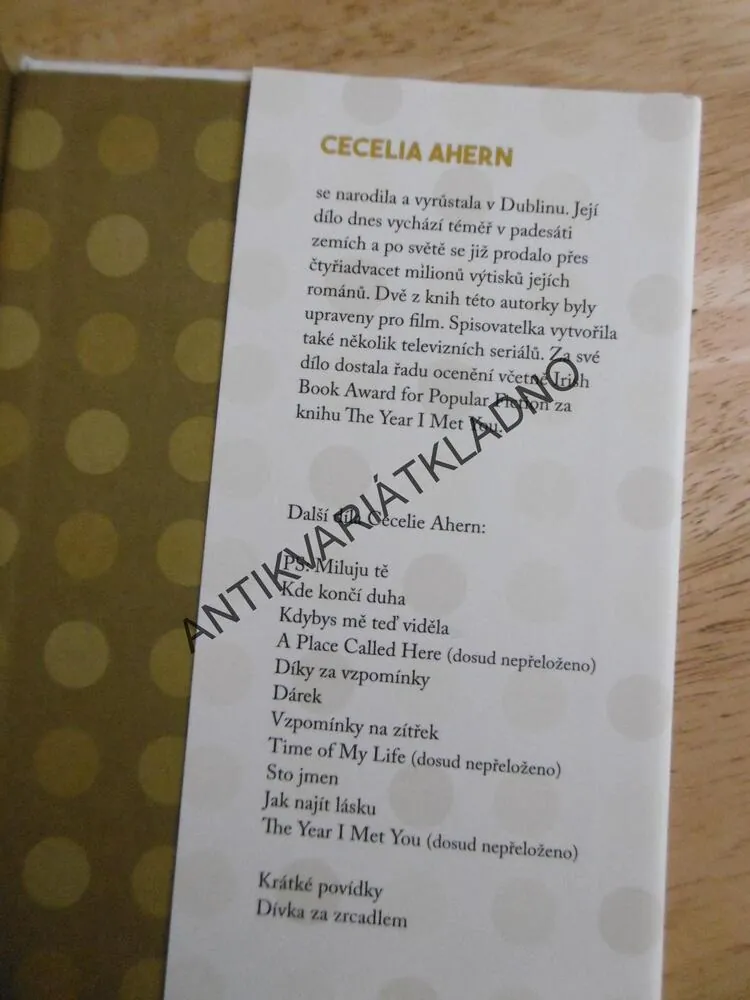 CECELIA AHERN
se narodila a vyrůstala v Dublinu. Její
dílo dnes vychází téměř v padesáti
zemích a po světě se již prodalo přes
čtyřiadvacet milionů výtisků jejích
románů. Dvě z knih této autorky byly
upraveny pro film. Spisovatelka vytvořila
také několik televizních seriálů. Za své
dílo dostala řadu ocenění včetně Irish
Book Award for Popular Fiction za
knihu The Year I Met You.
Další díla Cecelie Ahern:
PS: Miluju tě
Kde končí duha
Kdybys mě teď viděla
A Place Called Here (dosud nepřeloženo)
Díky za vzpomínky
Dárek
Vzpomínky na zítřek
Time of My Life (dosud nepřeloženo)
Sto jmen
Jak najít lásku
The Year I Met You (dosud nepřeloženo)
Krátké povídky
Dívka za zrcadlem
ANTIKVARIÁTKLADNO